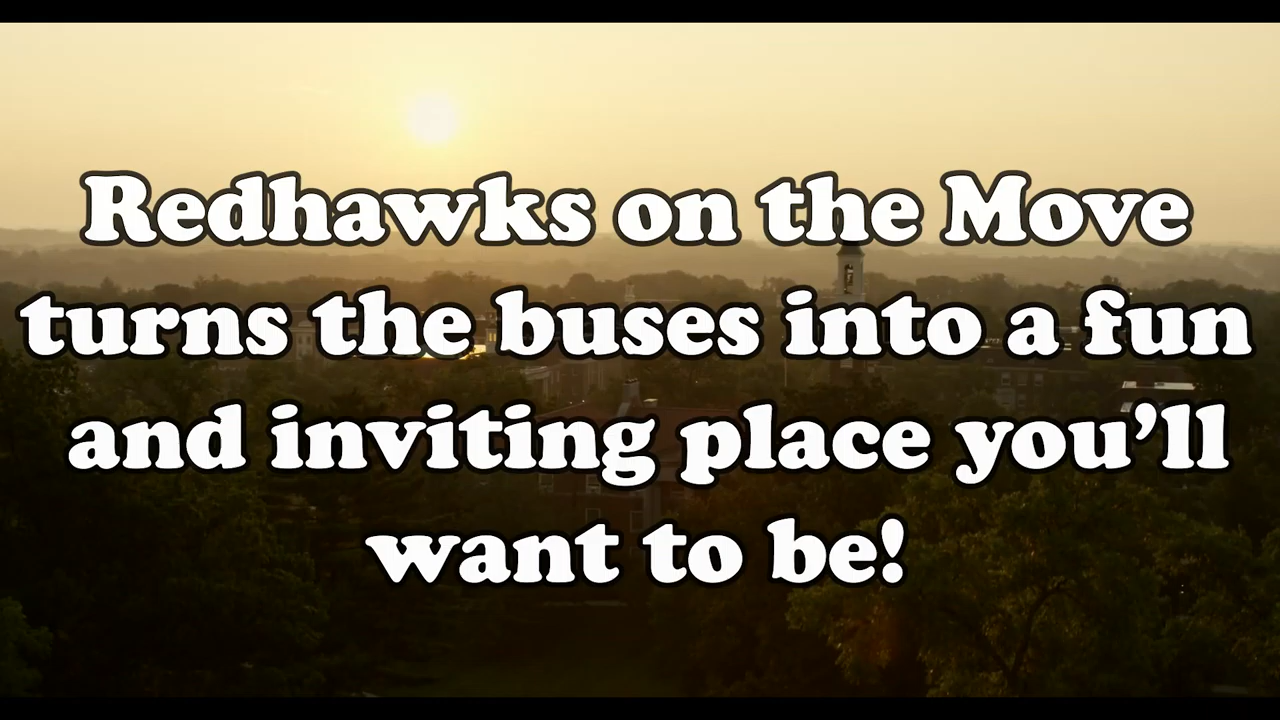 Redhawks on the Move
turns the buses into a fun
and inviting place you’ll
want to be!